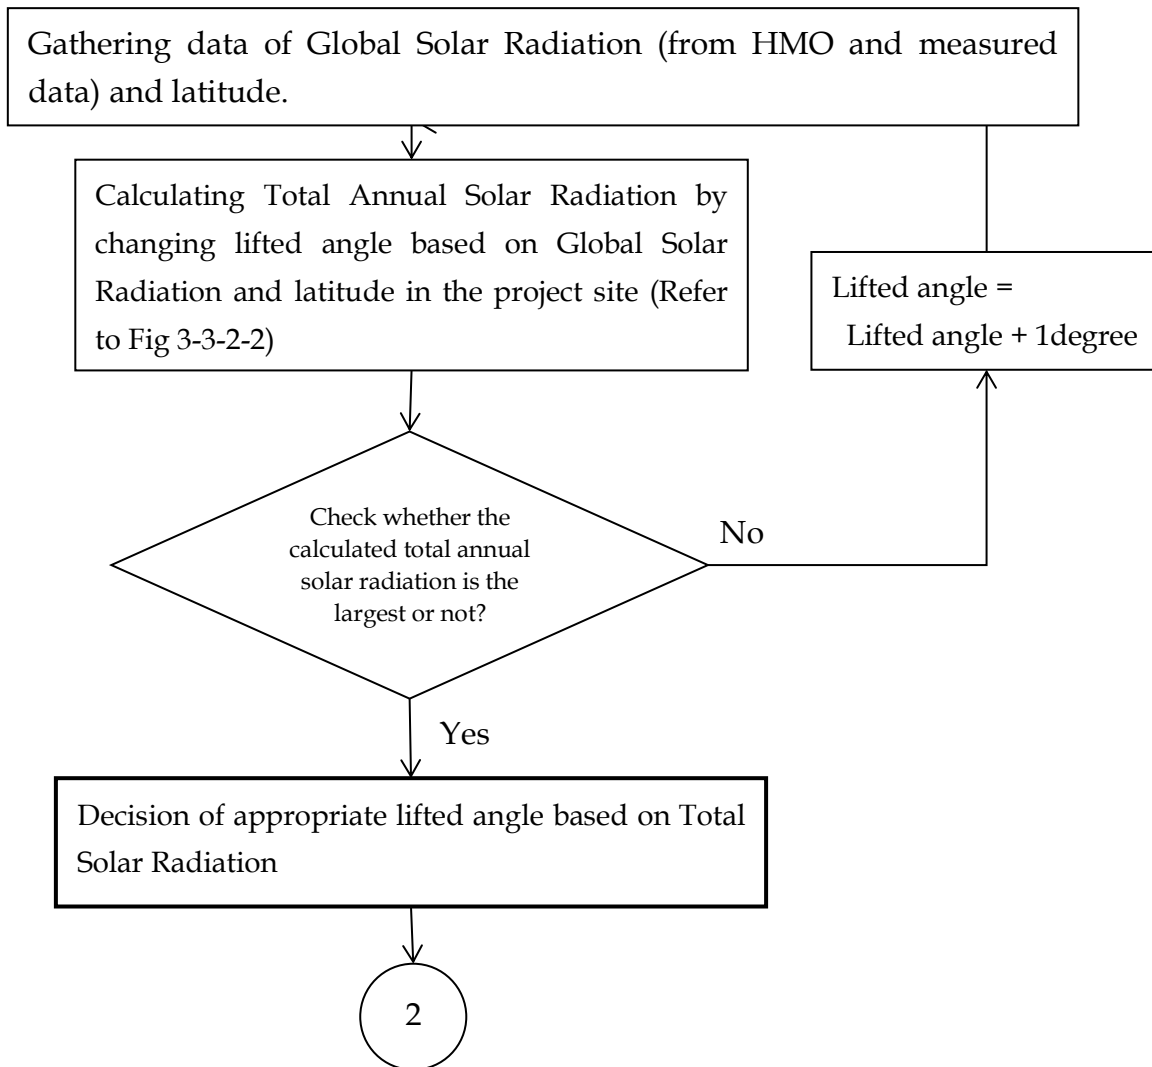 Gathering data of Global Solar Radiation (from HMO and measured
data) and latitude.
Calculating Total Annual Solar Radiation by
changing lifted angle based on Global Solar
Radiation and latitude in the project site (Refer
to Fig 3-3-2-2)
Lifted angle =
Lifted angle + 1degree
Check whether the
calculated total annual
solar radiation is the
largest or not?
No
Yes
Decision of appropriate lifted angle based on Total
Solar Radiation
2